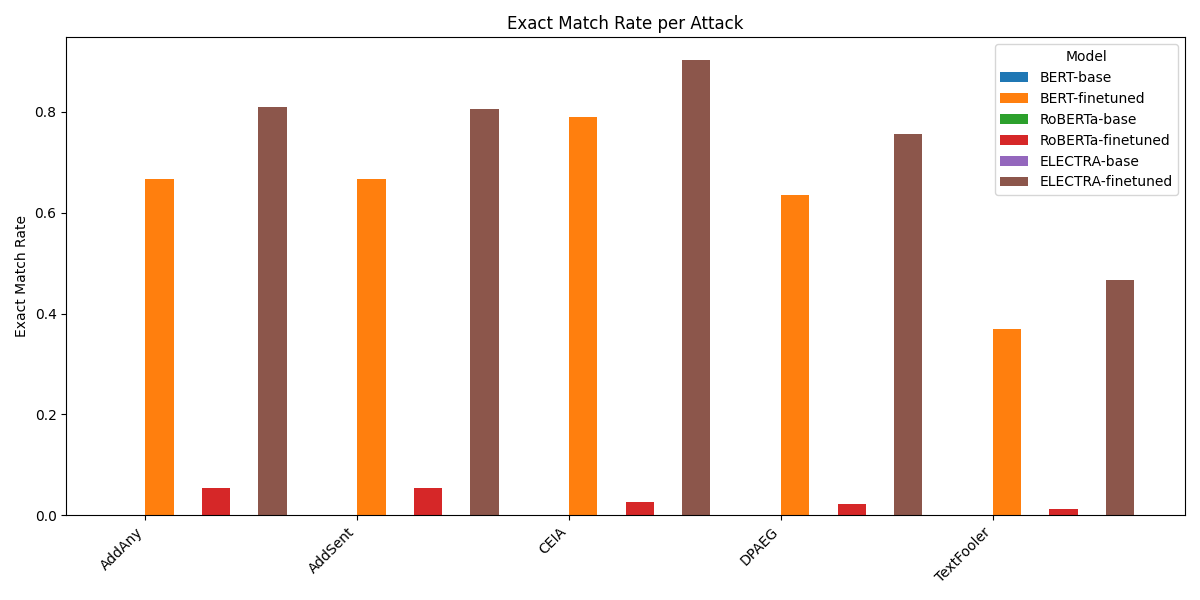 Exact Match Rate per Attack
Exact Match Rate
0.8
0.6
0.4
0.2
0.0
AddAny
AddSent
CEIA
DPAEG
TextFooler
Model
BERT-base
BERT-finetuned
RoBERTa-base
RoBERTa-finetuned
ELECTRA-base
ELECTRA-finetuned